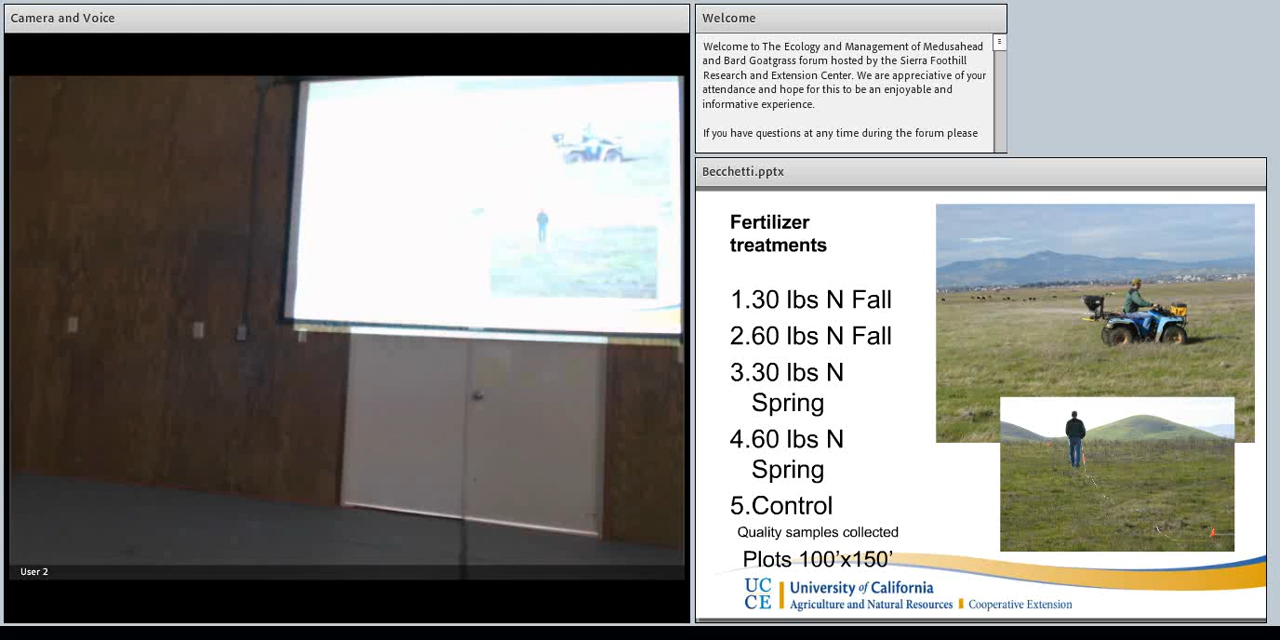 Camera and Voice
User 2
Welcome
Welcome to The Ecology and Management of Medusahead
and Bard Goatgrass forum hosted by the Sierra Foothill
Research and Extension Center. We are appreciative of your
attendance and hope for this to be an enjoyable and
informative experience.
If you have questions at any time during the forum please
Becchetti.pptx
Fertilizer
treatments
1.30 lbs N Fall
2.60 lbs N Fall
3.30 lbs N
Spring
4.60 lbs N
Spring
5.Control
Quality samples collected
Plots 100’x150’
UC
CE
University of California
Agriculture and Natural Resources Cooperative Extension